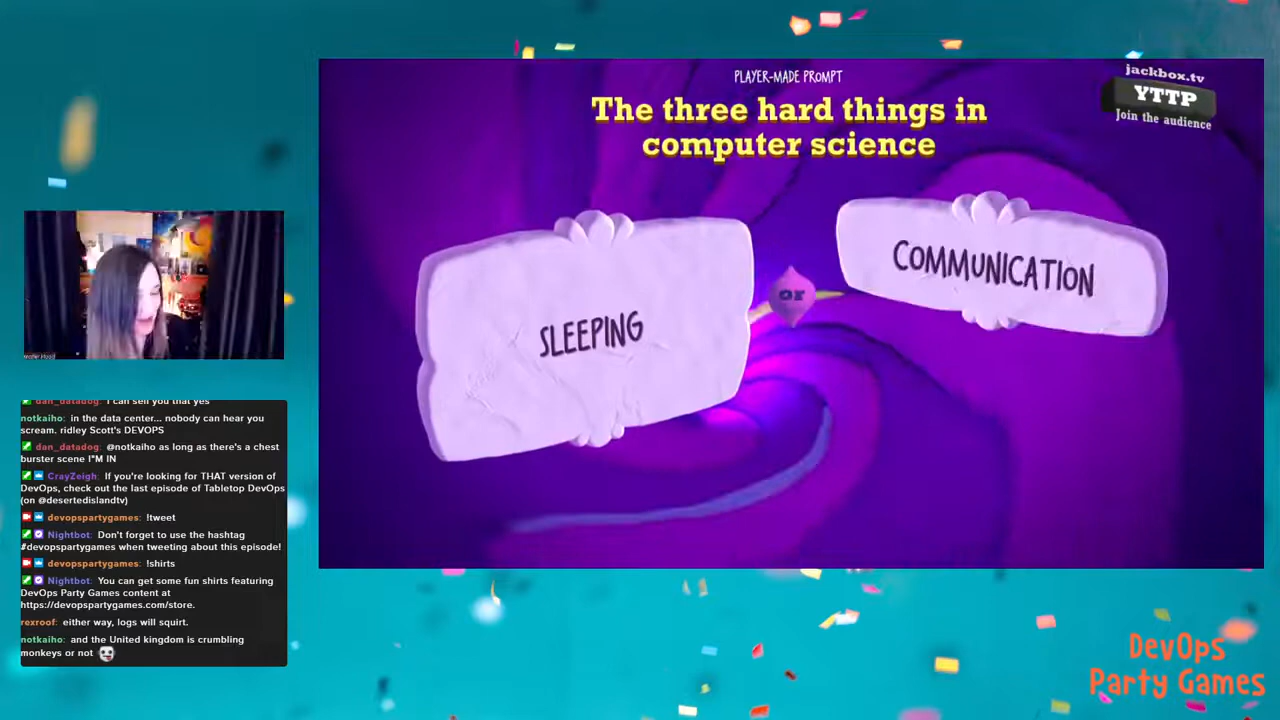 PLAYER-MADE PROMPT
The three hard things in
computer science
jackbox.tv
YTTP
Join the audience
SLEEPING
or
COMMUNICATION
dan_datadog: I can sell you that yes
notkaiho: in the data center... nobody can hear you
scream. ridley Scott's DEVOPS
dan_datadog: @notkaiho as long as there's a chest
burster scene I"M IN
CrayZeigh: If you're looking for THAT version of
DevOps, check out the last episode of Tabletop DevOps
(on @desertedislandtv)
devopspartygames: !tweet
Nightbot: Don't forget to use the hashtag
#devopspartygames when tweeting about this episode!
devopspartygames: !shirts
Nightbot: You can get some fun shirts featuring
DevOps Party Games content at
https://devopspartygames.com/store.
rexroof: either way, logs will squirt.
notkaiho: and the United kingdom is crumbling
monkeys or not
DevOps
Party Games